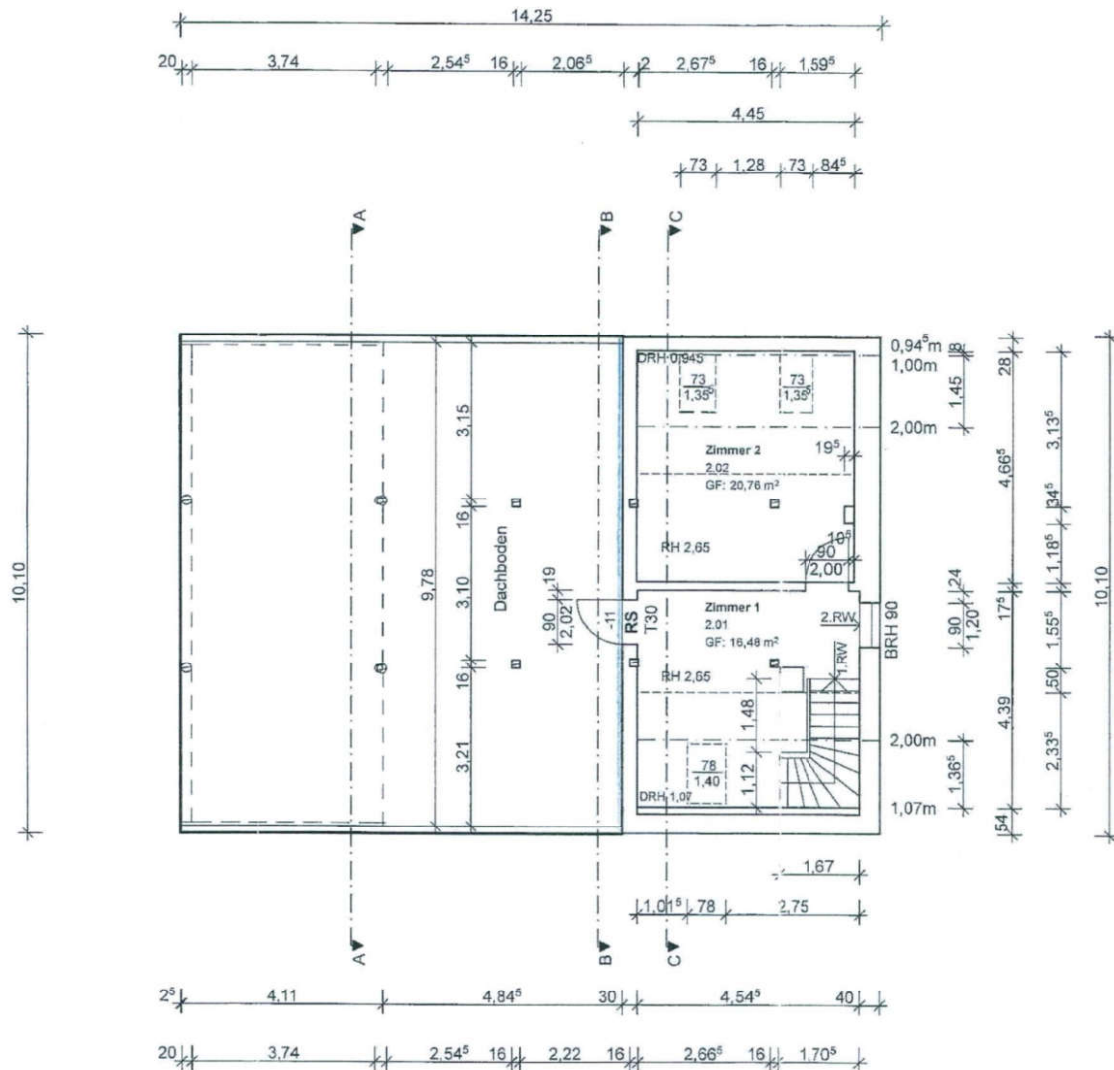 14,25
20 3,74 2,54⁵ 16 2,06⁵ 2 2,67⁵ 16 1,59⁵
4,45
73 1,28 73 84⁵
A B C
DRH 0,945
73
1,35⁵
73
1,35⁵
0,94⁵m
1,00m
8
1,45
28
2,00m
3,15
Zimmer 2
2.02
GF: 20,76 m²
19⁵
4,66⁵
3,13⁵
34⁵
16
RH 2,65
10⁵
90
2,00
1,18⁵
24
10,10
9,78
3,10
Dachboden
19
90
2,02
-11
RS
T30
Zimmer 1
2.01
GF: 16,48 m²
2.RW
1.RW
BRH 90
90
1,20
17⁵
1,55⁵
10,10
16
RH 2,65
50
1,48
4,39
3,21
78
1,40
1,12
2,00m
1,36⁵
2,33⁵
DRH 1,07
1,07m
54
1,67
1,01⁵ 78 2,75
A B C
2⁵ 4,11 4,84⁵ 30 4,54⁵ 40
20 3,74 2,54⁵ 16 2,22 16 2,66⁵ 16 1,70⁵